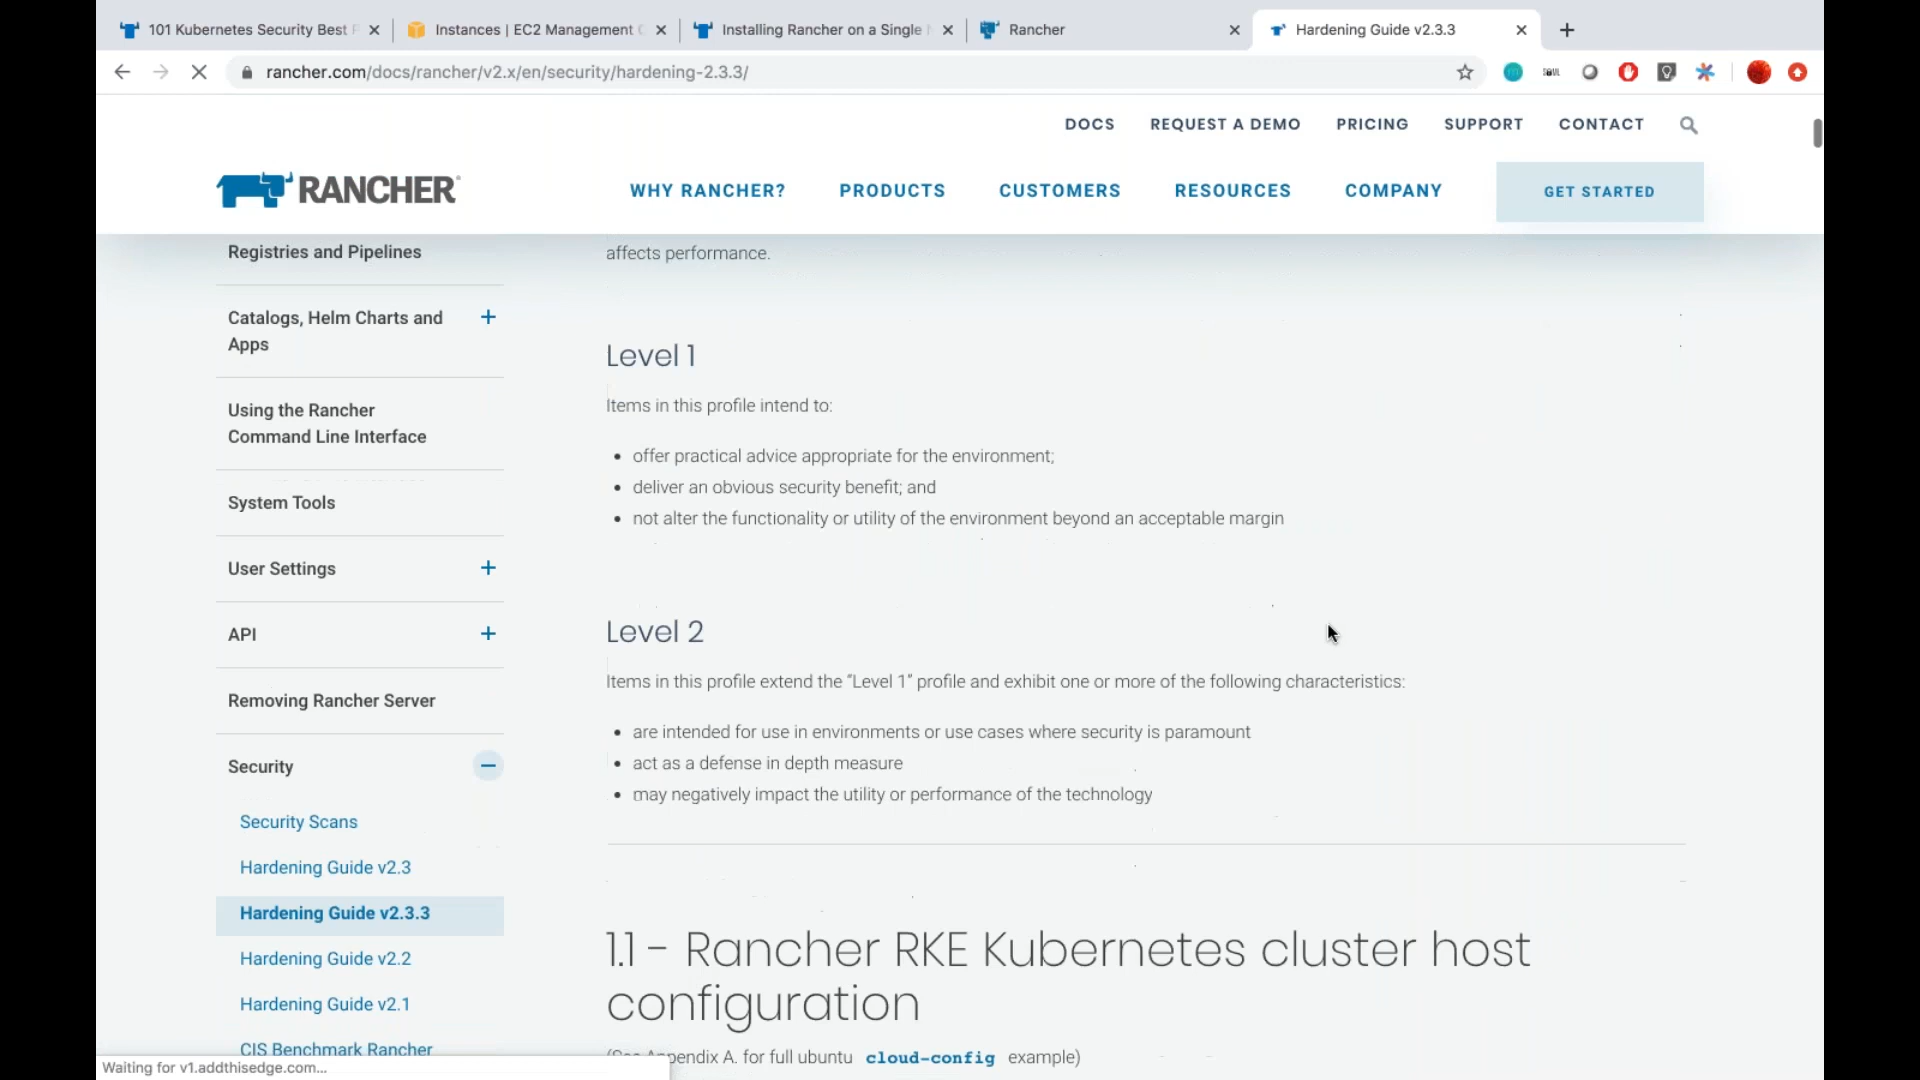 101 Kubernetes Security Best P
Instances | EC2 Management C
Installing Rancher on a Single N
Rancher
Hardening Guide v2.3.3
rancher.com/docs/rancher/v2.x/en/security/hardening-2.3.3/
DOCS
REQUEST A DEMO
PRICING
SUPPORT
CONTACT
RANCHER
WHY RANCHER?
PRODUCTS
CUSTOMERS
RESOURCES
COMPANY
GET STARTED
Registries and Pipelines
Catalogs, Helm Charts and
Apps
Using the Rancher
Command Line Interface
System Tools
User Settings
API
Removing Rancher Server
Security
Security Scans
Hardening Guide v2.3
Hardening Guide v2.3.3
Hardening Guide v2.2
Hardening Guide v2.1
CIS Benchmark Rancher
affects performance.
Level 1
Items in this profile intend to:
• offer practical advice appropriate for the environment;
• deliver an obvious security benefit; and
• not alter the functionality or utility of the environment beyond an acceptable margin
Level 2
Items in this profile extend the “Level 1” profile and exhibit one or more of the following characteristics:
• are intended for use in environments or use cases where security is paramount
• act as a defense in depth measure
• may negatively impact the utility or performance of the technology
1.1 - Rancher RKE Kubernetes cluster host
configuration
(See Appendix A. for full ubuntu cloud-config example)
Waiting for v1.addthisedge.com...